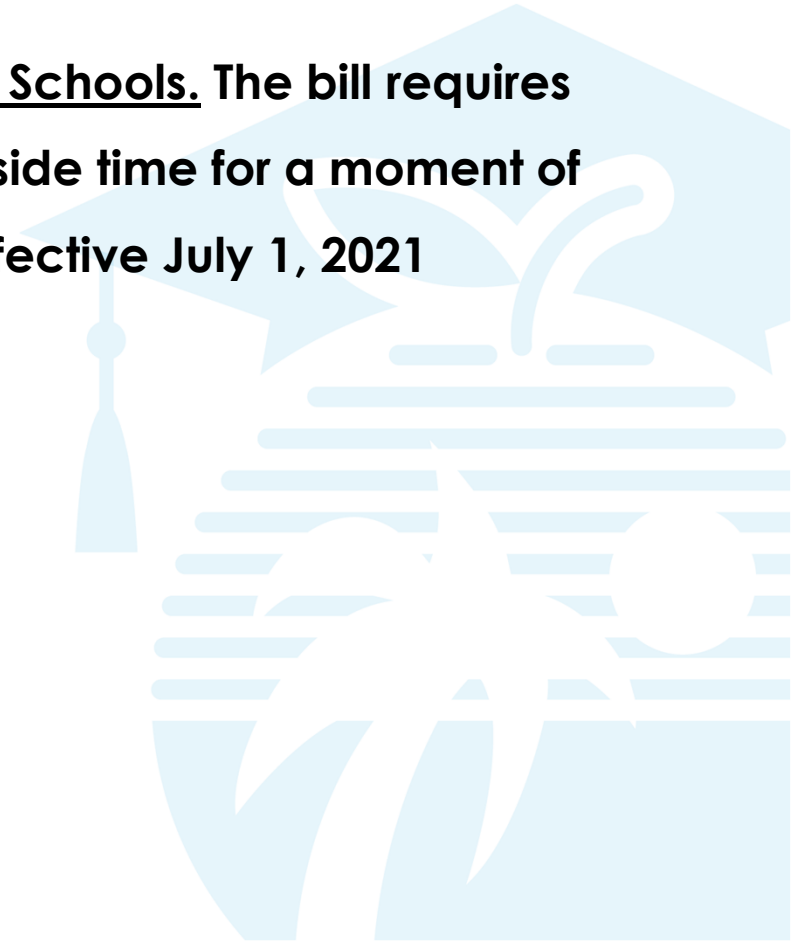 Schools. The bill requires
side time for a moment of
fective July 1, 2021